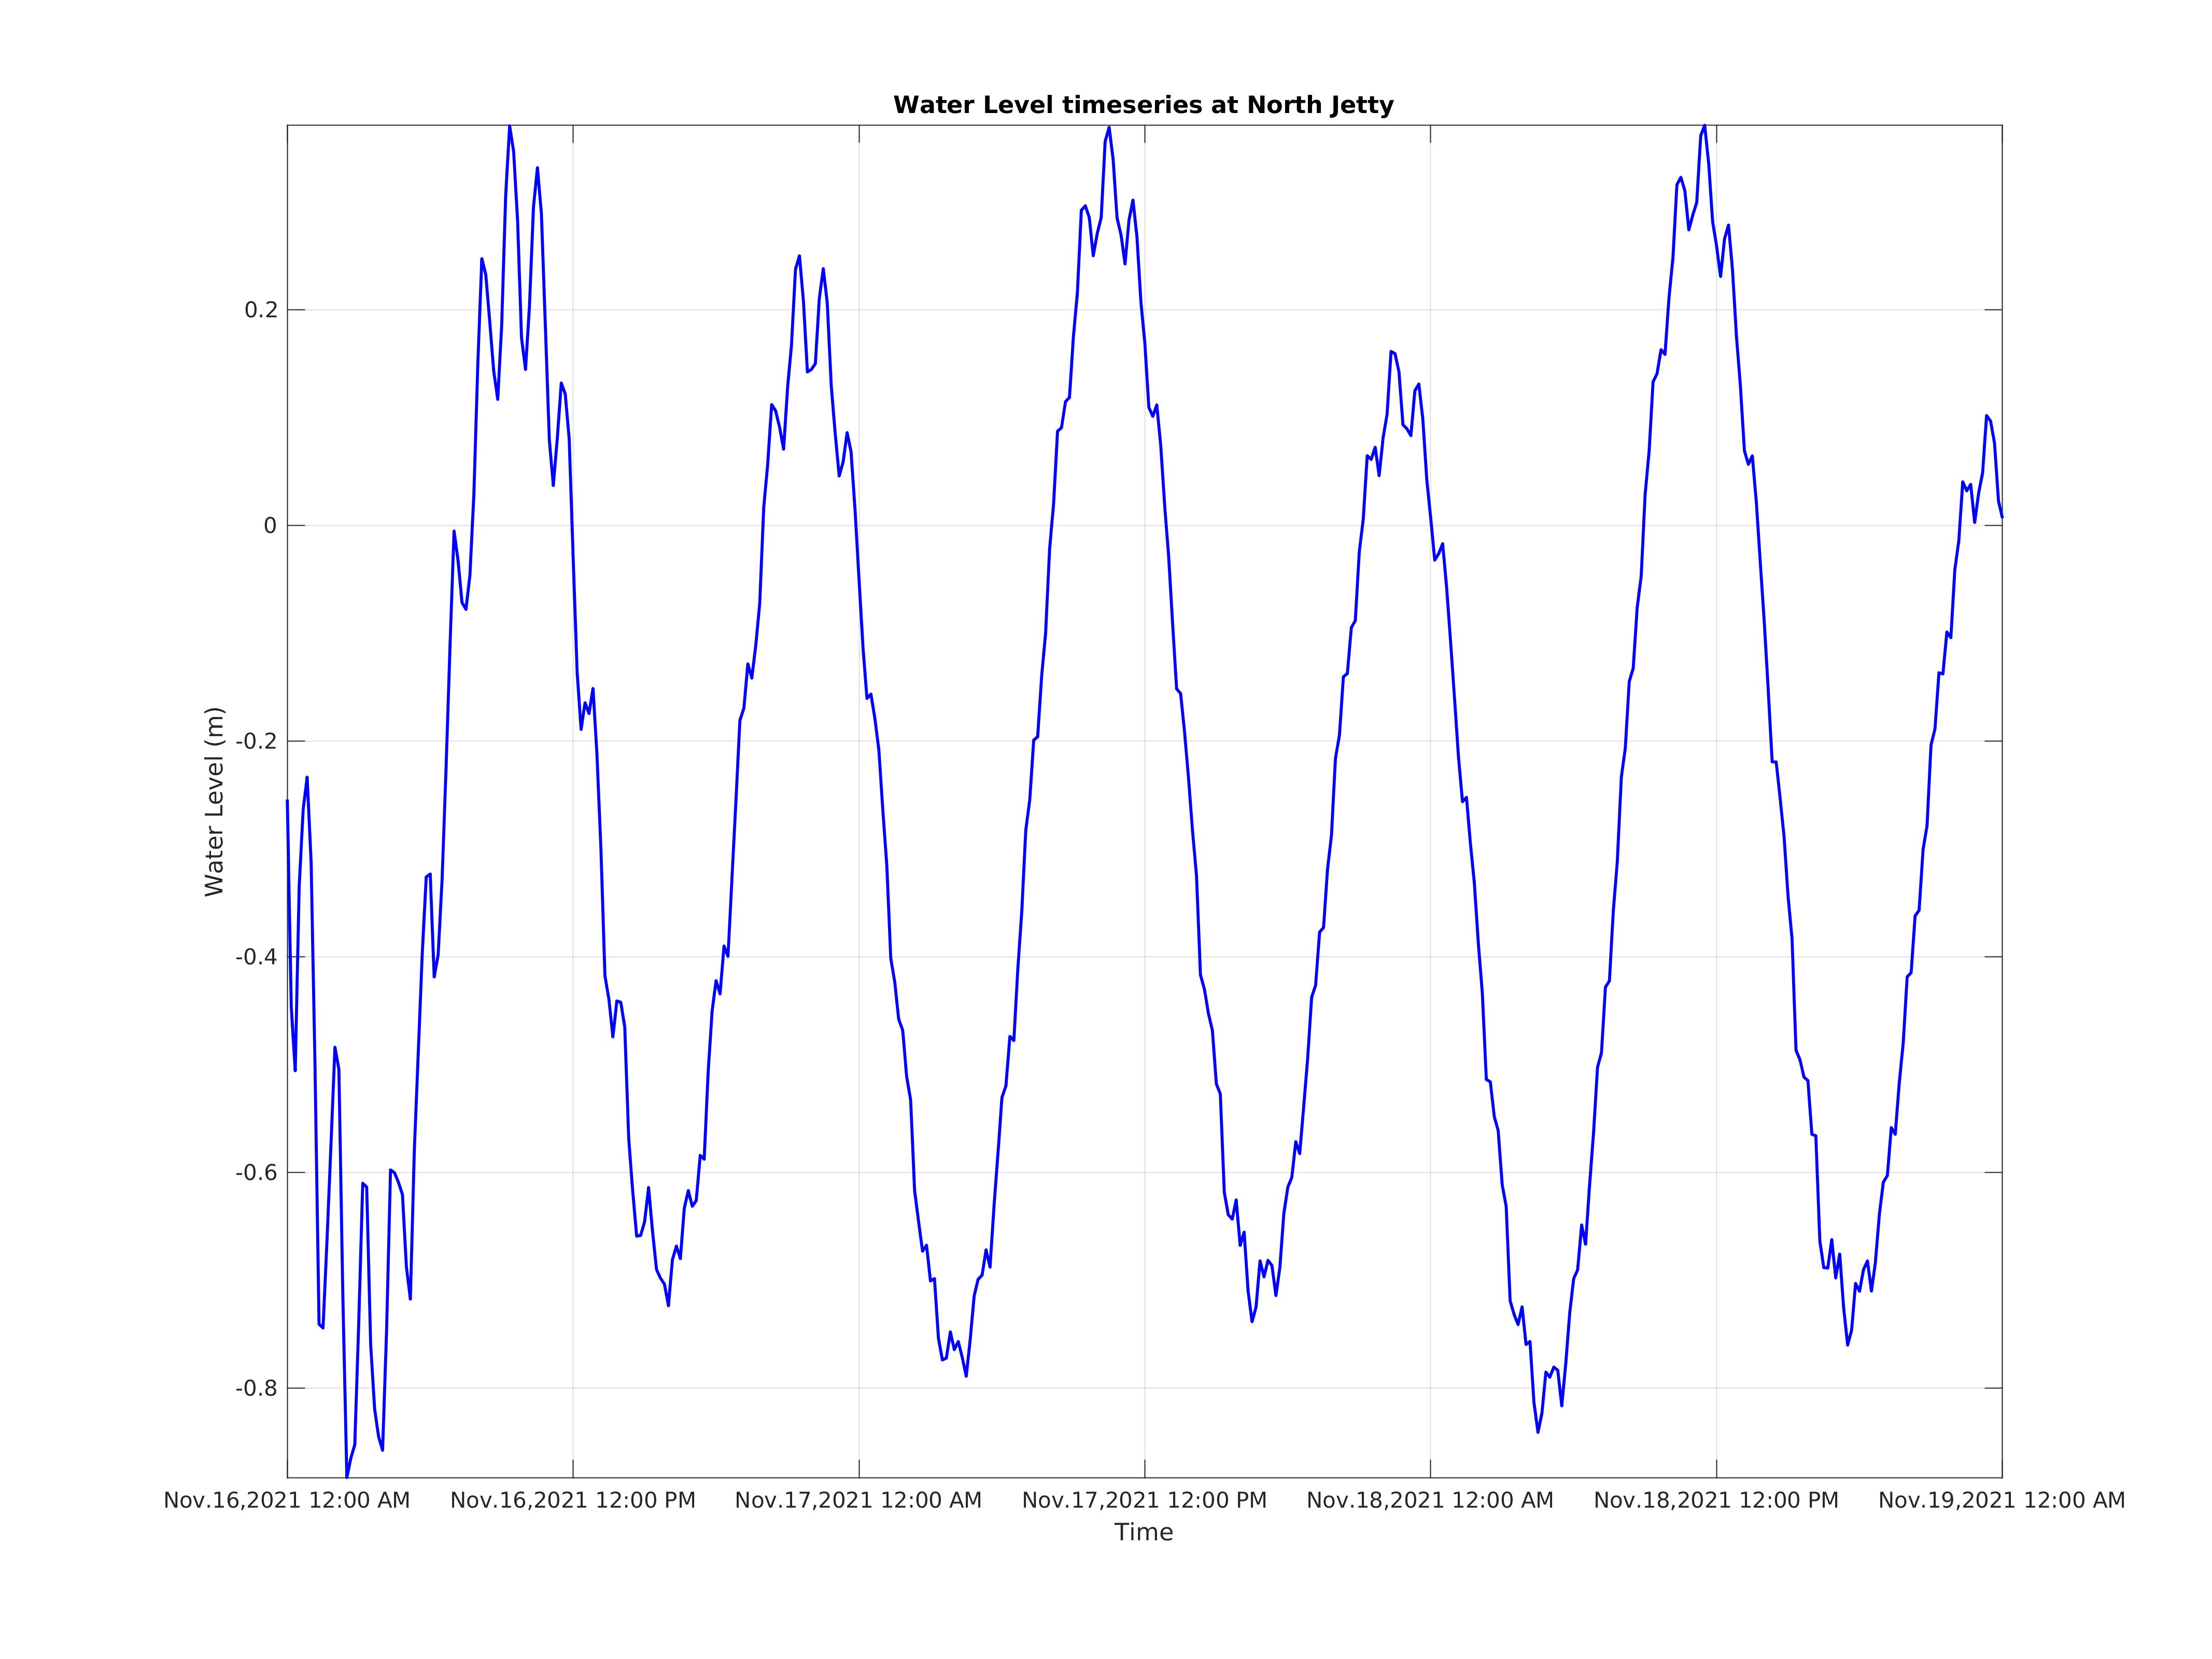 Water Level timeseries at North Jetty
0.2
0
-0.2
-0.4
-0.6
-0.8
Water Level (m)
Nov.16,2021 12:00 AM
Nov.16,2021 12:00 PM
Nov.17,2021 12:00 AM
Nov.17,2021 12:00 PM
Nov.18,2021 12:00 AM
Nov.18,2021 12:00 PM
Nov.19,2021 12:00 AM
Time